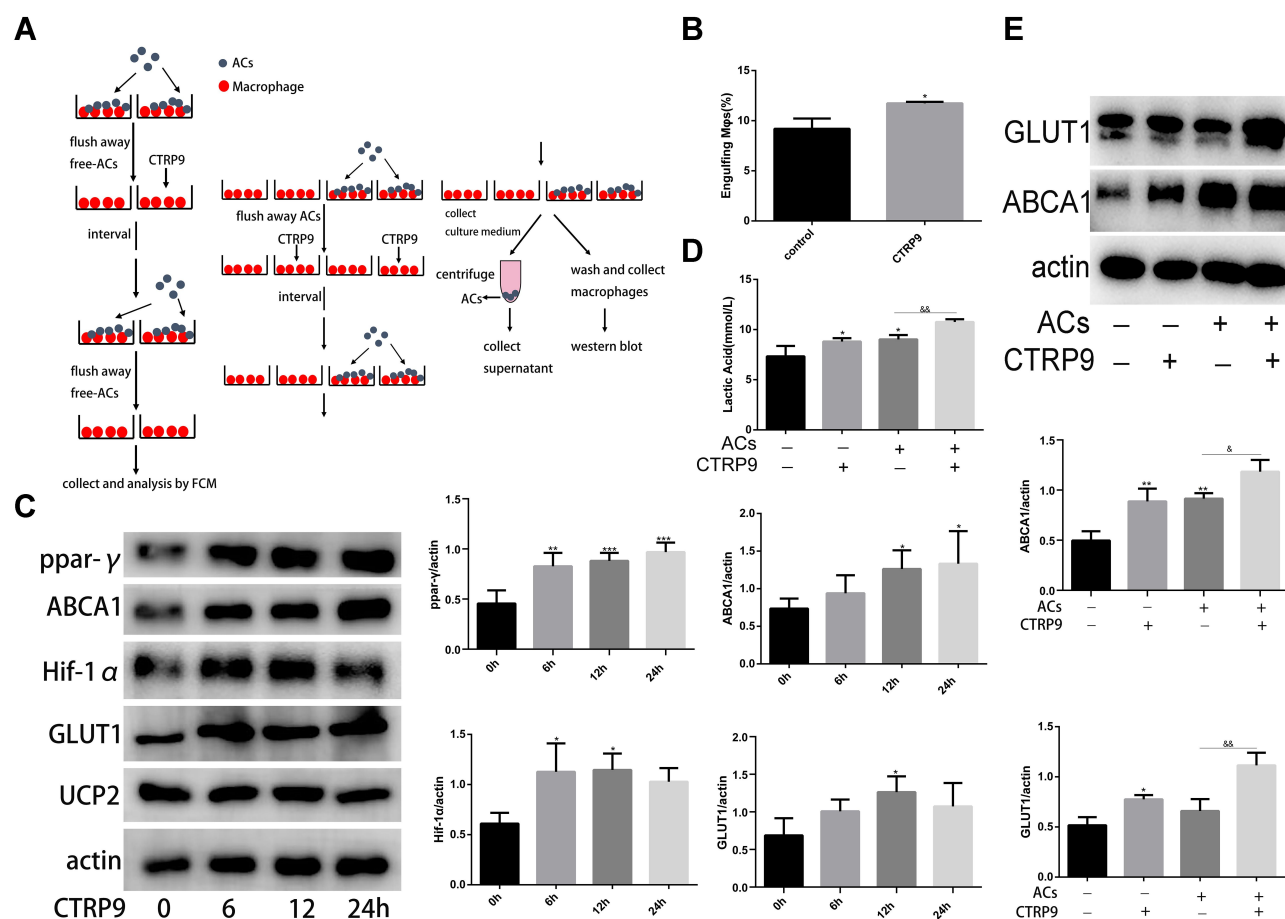 A
ACs
Macrophage
flush away
free-ACs
CTRP9
interval
flush away
free-ACs
collect and analysis by FCM
flush away ACs
CTRP9
CTRP9
interval
collect
culture medium
centrifuge
ACs
collect
supernatant
wash and collect
macrophages
western blot
B
Engulfing Mφs(%)
15
10
5
0
*
control
CTRP9
D
Lactic Acid(mmol/L)
15
10
5
0
*
*
&&
ACs – – + +
CTRP9 – + – +
E
GLUT1
ABCA1
actin
ACs – – + +
CTRP9 – + – +
ABCA1/actin
1.5
1.0
0.5
0.0
**
**
&
ACs – – + +
CTRP9 – + – +
GLUT1/actin
1.5
1.0
0.5
0.0
*
&&
ACs – – + +
CTRP9 – + – +
C
ppar-γ
ABCA1
Hif-1α
GLUT1
UCP2
actin
CTRP9 0 6 12 24h
ppar-γ/actin
1.5
1.0
0.5
0.0
**
***
***
0h
6h
12h
24h
ABCA1/actin
2.0
1.5
1.0
0.5
0.0
*
*
0h
6h
12h
24h
Hif-1α/actin
1.5
1.0
0.5
0.0
*
*
0h
6h
12h
24h
GLUT1/actin
2.0
1.5
1.0
0.5
0.0
*
0h
6h
12h
24h